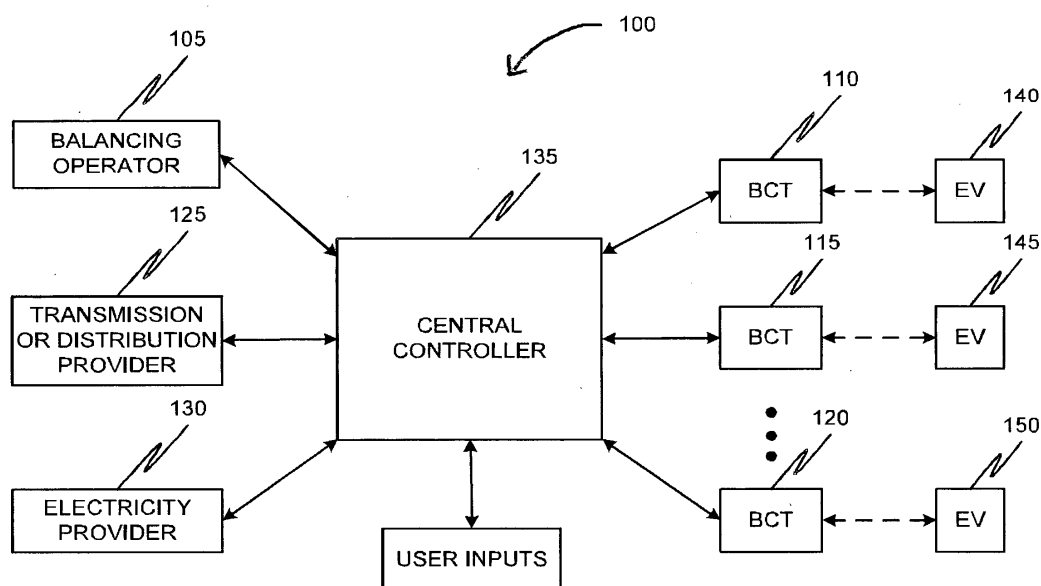 100
105
BALANCING
OPERATOR
110
140
BCT
EV
135
125
TRANSMISSION
OR DISTRIBUTION
PROVIDER
CENTRAL
CONTROLLER
115
145
BCT
EV
130
ELECTRICITY
PROVIDER
120
150
BCT
EV
USER INPUTS